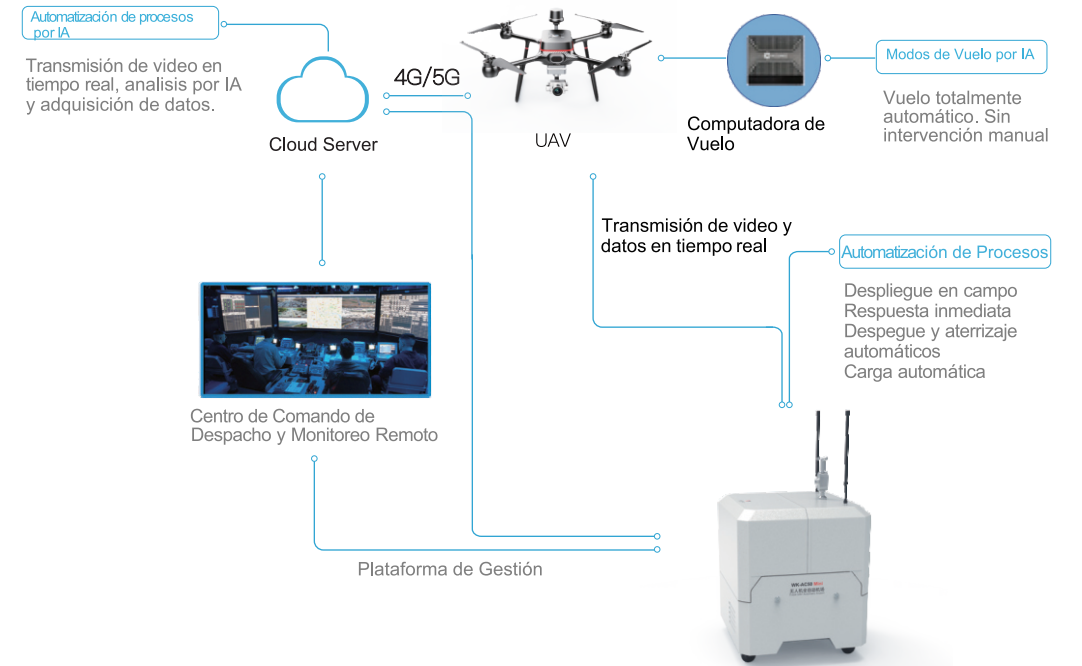 Automatización de procesos
por IA
Transmisión de video en
tiempo real, analisis por IA
y adquisición de datos.
Cloud Server
4G/5G
UAV
Computadora de
Vuelo
Modos de Vuelo por IA
Vuelo totalmente
automático. Sin
intervención manual
Transmisión de video y
datos en tiempo real
Automatización de Procesos
Despliegue en campo
Respuesta inmediata
Despegue y aterrizaje
automáticos
Carga automática
Centro de Comando de
Despacho y Monitoreo Remoto
Plataforma de Gestión